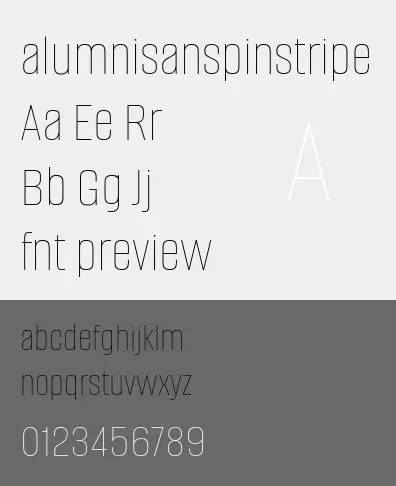 alumnisanspinstripe
Aa Ee Rr
A
Bb Gg Jj
fnt preview
abcdefghijklm
nopqrstuvwxyz
0123456789